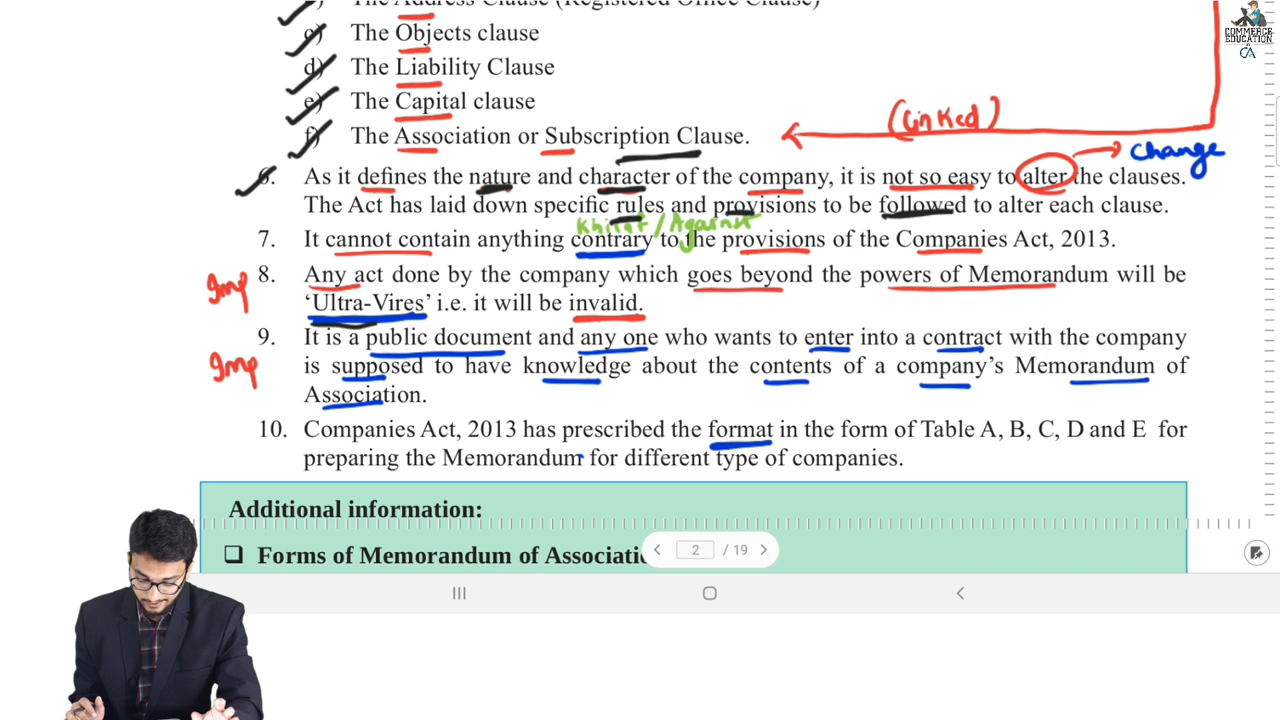 The Address Clause (Registered Office Clause)
COMMERCE
EDUCATION
BY
CA
c) The Objects clause
d) The Liability Clause
e) The Capital clause
f) The Association or Subscription Clause.
(Linked)
change
6. As it defines the nature and character of the company, it is not so easy to alter the clauses.
The Act has laid down specific rules and provisions to be followed to alter each clause.
Khilaf / Against
7. It cannot contain anything contrary to the provisions of the Companies Act, 2013.
Imp
8. Any act done by the company which goes beyond the powers of Memorandum will be
‘Ultra-Vires’ i.e. it will be invalid.
Imp
9. It is a public document and any one who wants to enter into a contract with the company
is supposed to have knowledge about the contents of a company’s Memorandum of
Association.
10. Companies Act, 2013 has prescribed the format in the form of Table A, B, C, D and E for
preparing the Memorandum for different type of companies.
Additional information:
❑ Forms of Memorandum of Associati
2 / 19